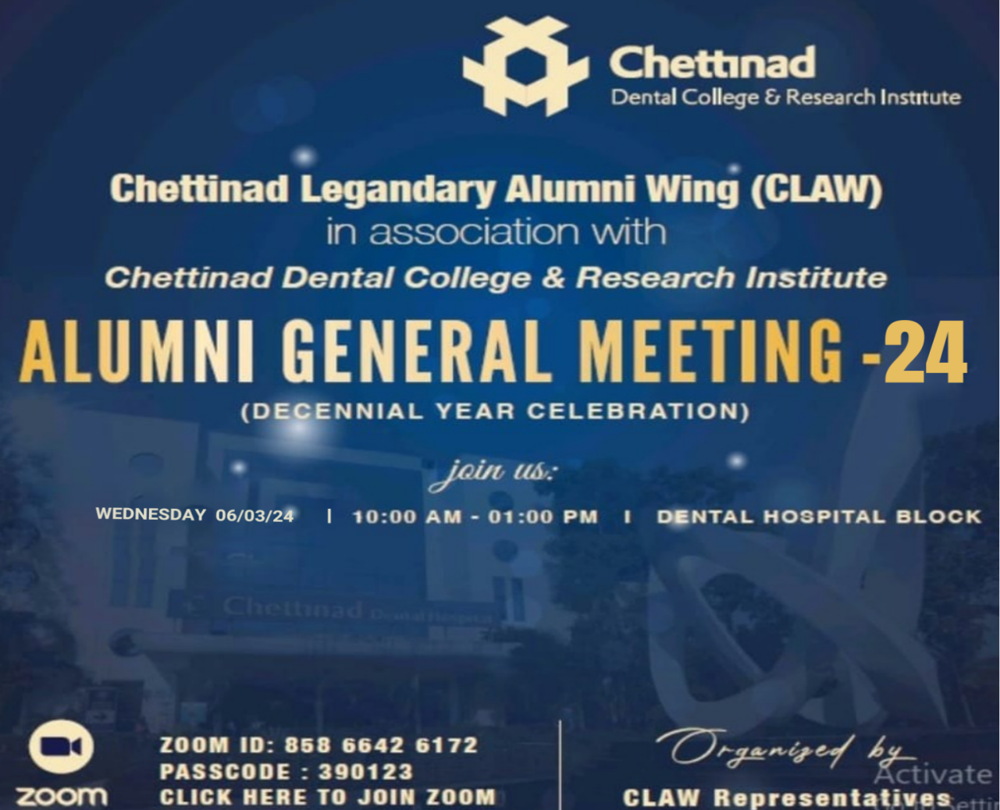 Chettinad
Dental College & Research Institute
Chettinad Legandary Alumni Wing (CLAW)
in association with
Chettinad Dental College & Research Institute
ALUMNI GENERAL MEETING -24
(DECENNIAL YEAR CELEBRATION)
join us:
WEDNESDAY 06/03/24 | 10:00 AM - 01:00 PM I DENTAL HOSPITAL BLOCK
Chettinad Dental Hospital
zoom
ZOOM ID: 858 6642 6172
PASSCODE : 390123
CLICK HERE TO JOIN ZOOM
Organized by
CLAW Representatives
Activate